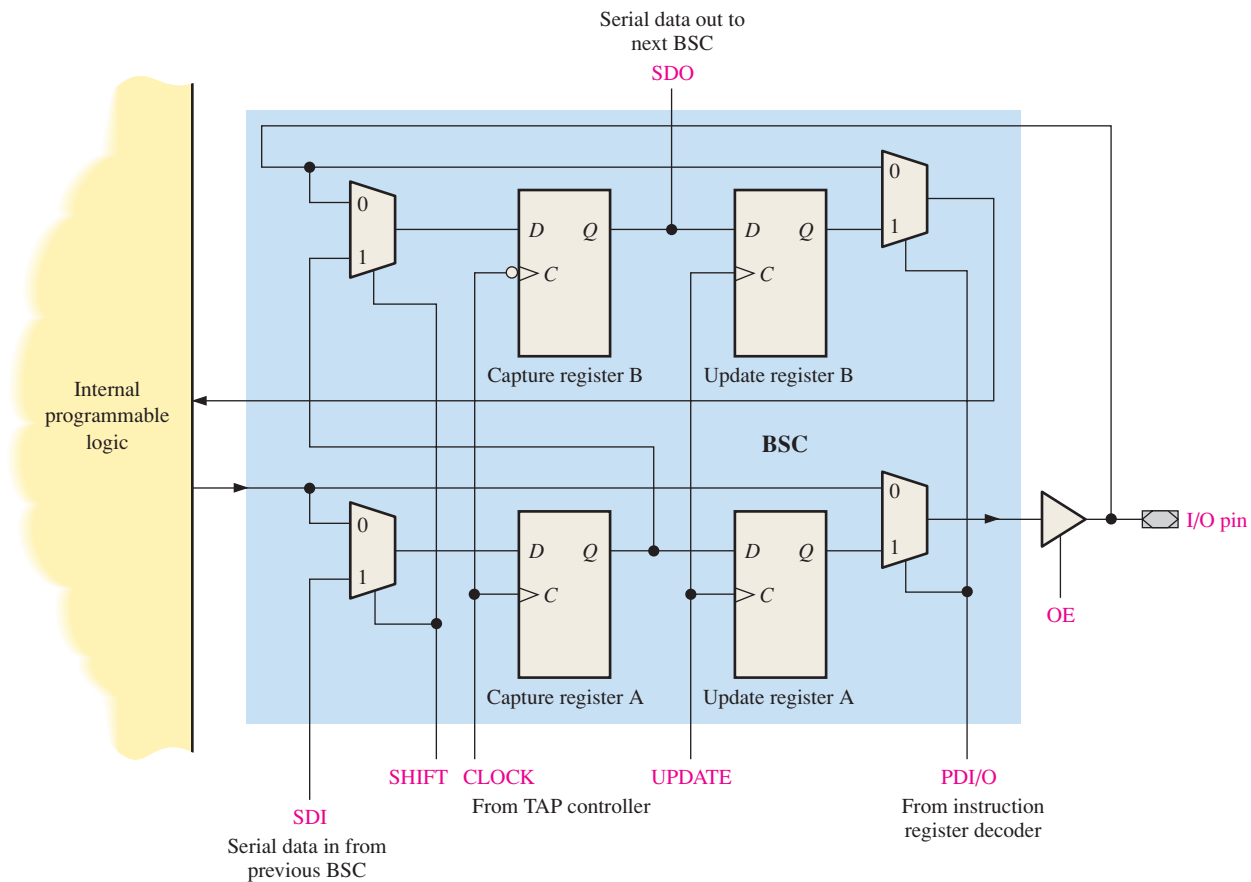 Serial data out to
next BSC
SDO
0
1
D Q
C
Capture register B
D Q
C
Update register B
0
1
Internal
programmable
logic
BSC
0
1
D Q
C
Capture register A
D Q
C
Update register A
0
1
I/O pin
OE
SHIFT CLOCK UPDATE PDI/O
From TAP controller
From instruction
register decoder
SDI
Serial data in from
previous BSC